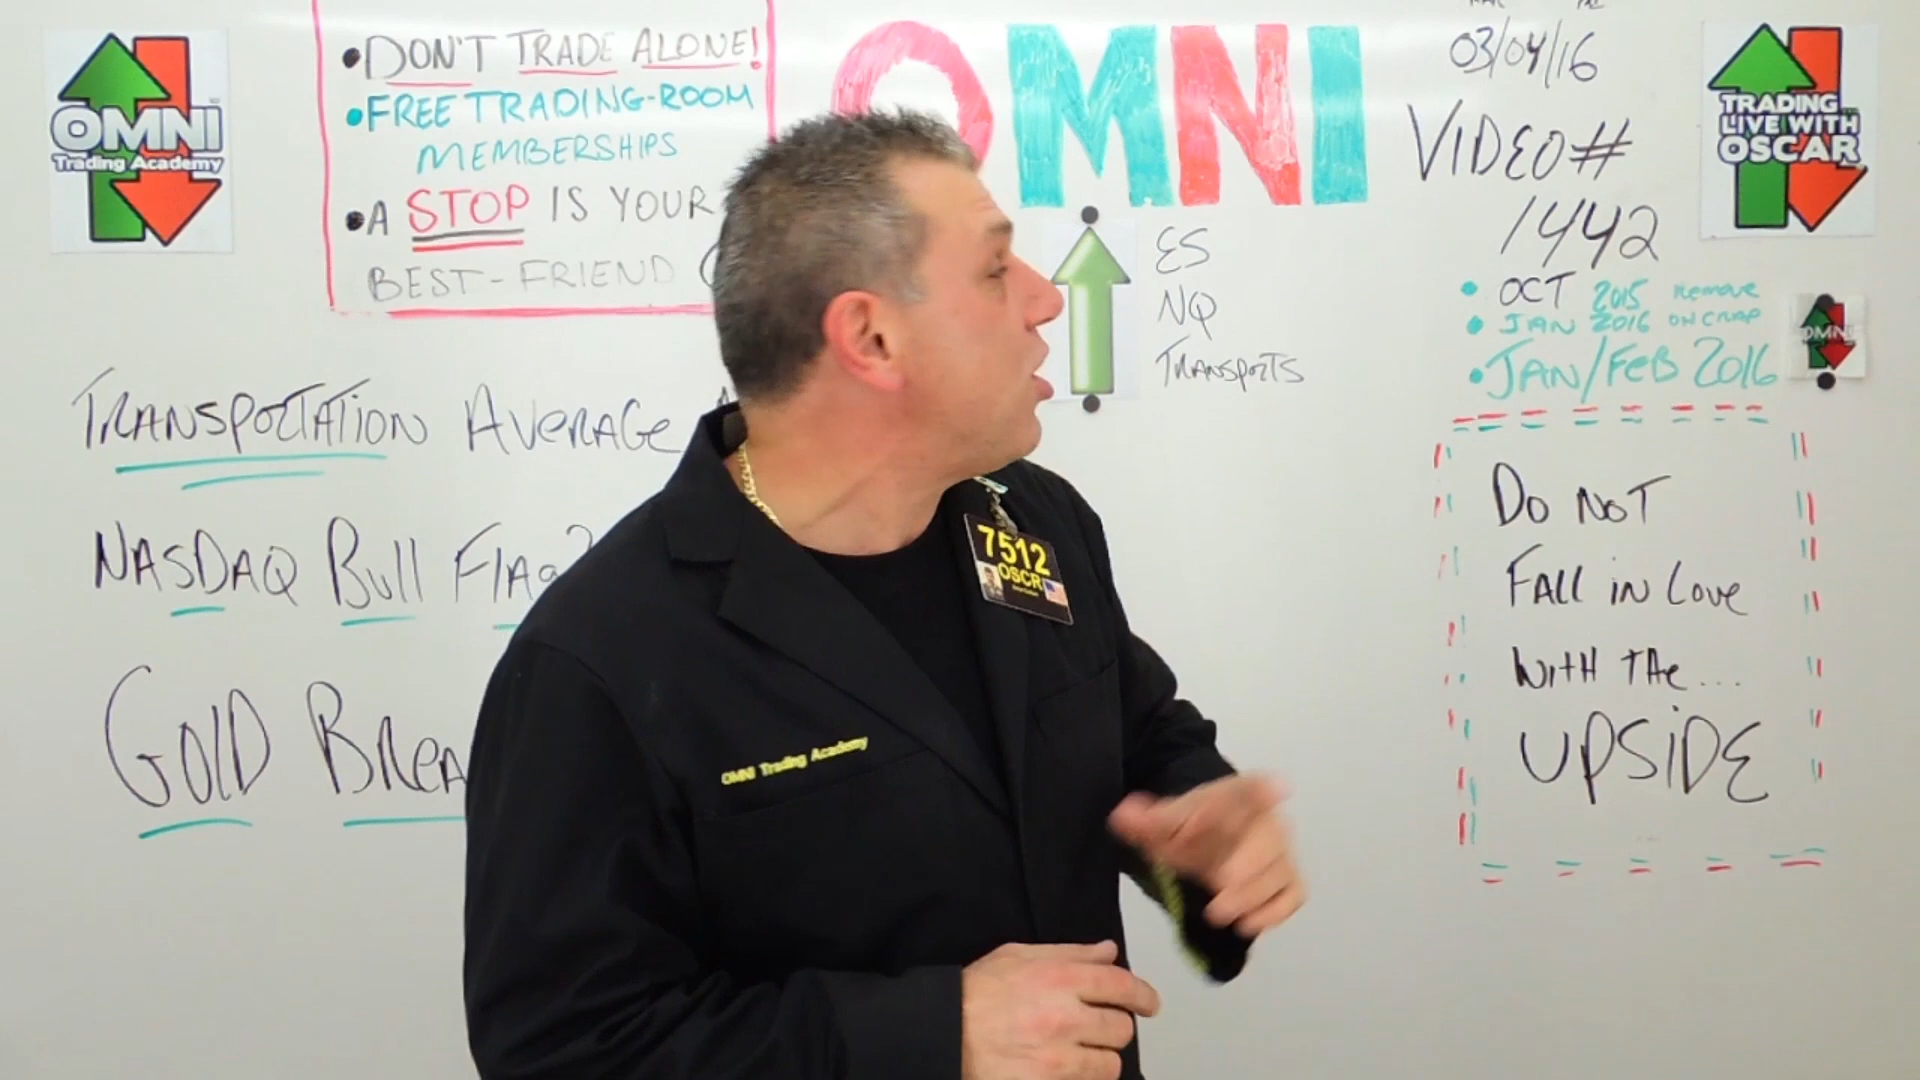 OMNI
Trading Academy
•DON'T TRADE ALONE!
•FREE TRADING-ROOM
MEMBERSHIPS
•A STOP IS YOUR
BEST-FRIEND
OMNI
ES
NQ
TRANSPORTS
03/04/16
VIDEO#
1442
• OCT 2015 Remove
• JAN 2016
•JAN/FEB 2016
TRADING
LIVE WITH
OSCAR
OMNI
TRANSPORTATION AVERAGE
NASDAQ Bull
GOLD
7512
OSCR
OMNI Trading Academy
DO NOT
FALL iN LOVE
WITH THE...
UPSiDE